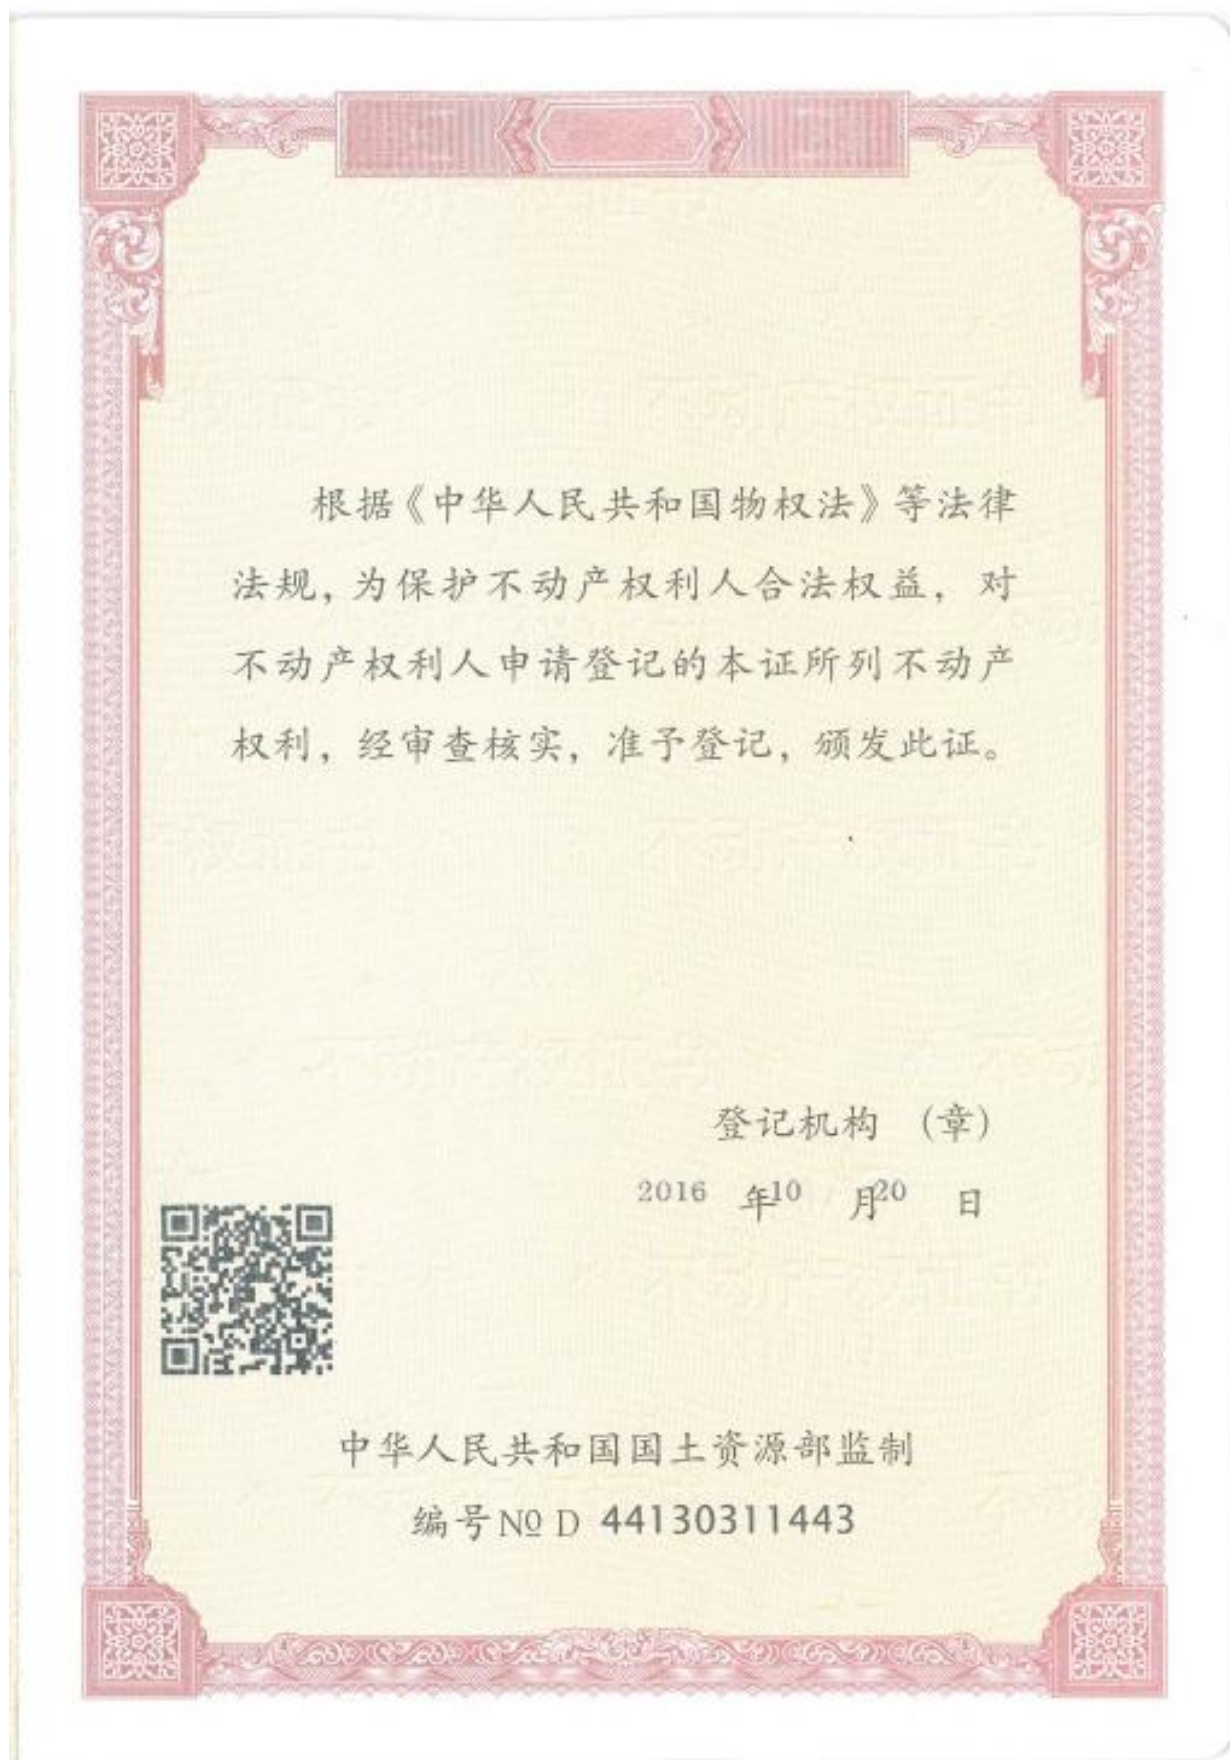 根据《中华人民共和国物权法》等法律
法规，为保护不动产权利人合法权益，对
不动产权利人申请登记的本证所列不动产
权利，经审查核实，准予登记，颁发此证。
登记机构 （章）
2016 年10 月20 日
中华人民共和国国土资源部监制
编号№ D 44130311443